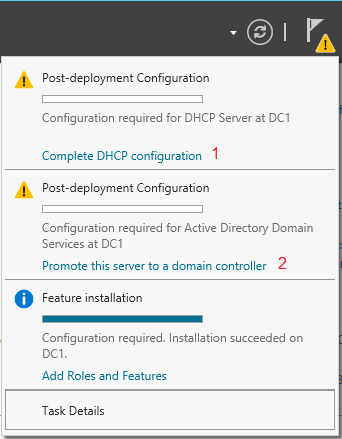 Post-deployment Configuration
Configuration required for DHCP Server at DC1
Complete DHCP configuration 1
Post-deployment Configuration
Configuration required for Active Directory Domain
Services at DC1
Promote this server to a domain controller 2
Feature installation
Configuration required. Installation succeeded on
DC1.
Add Roles and Features
Task Details